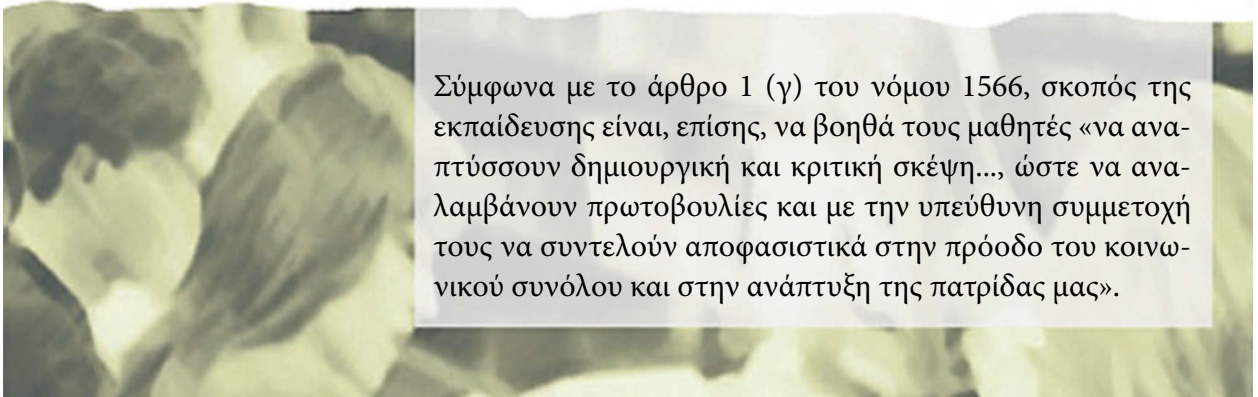 Σύμφωνα με το άρθρο 1 (γ) του νόμου 1566, σκοπός της
εκπαίδευσης είναι, επίσης, να βοηθά τους μαθητές «να ανα-
πτύσσουν δημιουργική και κριτική σκέψη..., ώστε να ανα-
λαμβάνουν πρωτοβουλίες και με την υπεύθυνη συμμετοχή
τους να συντελούν αποφασιστικά στην πρόοδο του κοινω-
νικού συνόλου και στην ανάπτυξη της πατρίδας μας».